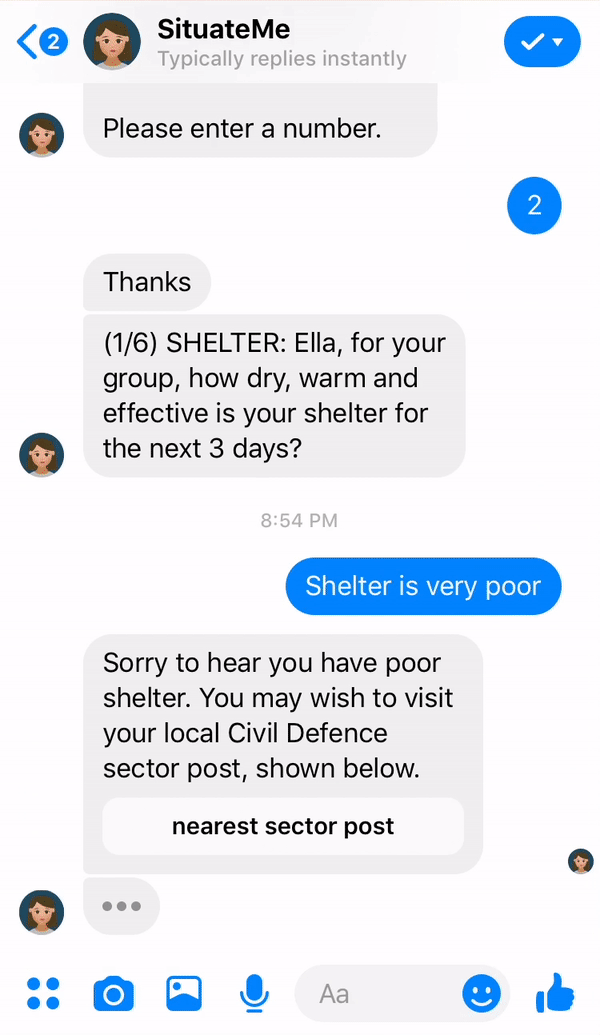 2
SituateMe
Typically replies instantly
Please enter a number.
2
Thanks
(1/6) SHELTER: Ella, for your
group, how dry, warm and
effective is your shelter for
the next 3 days?
8:54 PM
Shelter is very poor
Sorry to hear you have poor
shelter. You may wish to visit
your local Civil Defence
sector post, shown below.
nearest sector post
Aa